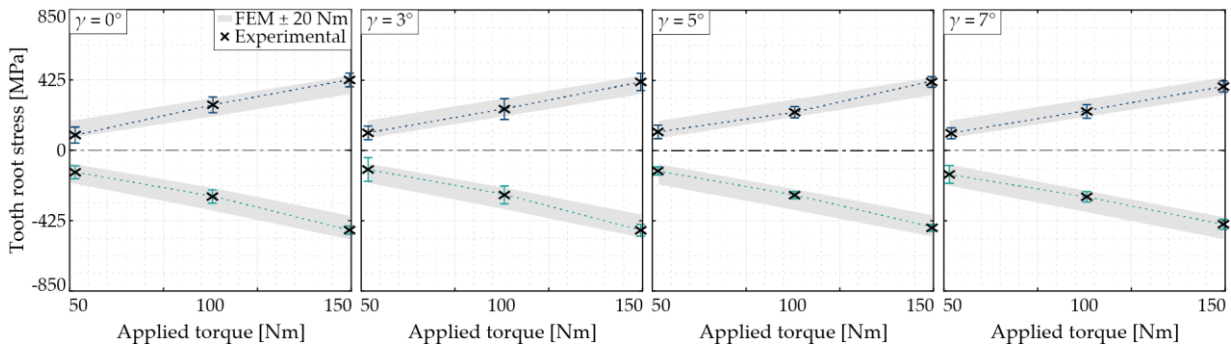 850
425
0
-425
-850
Tooth root stress [MPa]
γ = 0°
FEM ± 20 Nm
Experimental
50 100 150
Applied torque [Nm]
γ = 3°
50 100 150
Applied torque [Nm]
γ = 5°
50 100 150
Applied torque [Nm]
γ = 7°
50 100 150
Applied torque [Nm]